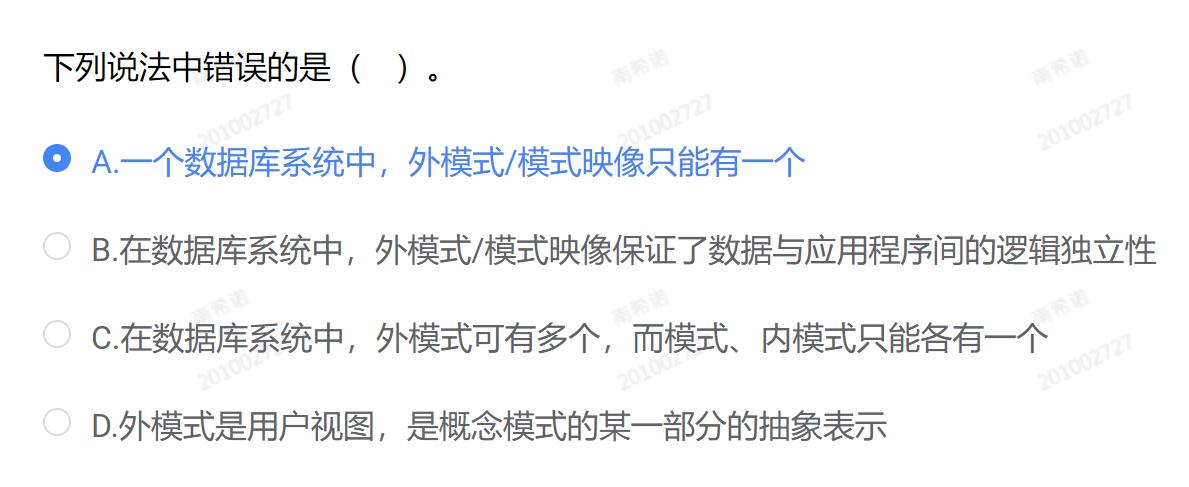 下列说法中错误的是（ ）。
南希诺
南希诺
201002727
201002727
201002727
A.一个数据库系统中，外模式/模式映像只能有一个
B.在数据库系统中，外模式/模式映像保证了数据与应用程序间的逻辑独立性
南希诺
南希诺
南希诺
C.在数据库系统中，外模式可有多个，而模式、内模式只能各有一个
201002727
201002727
201002727
D.外模式是用户视图，是概念模式的某一部分的抽象表示